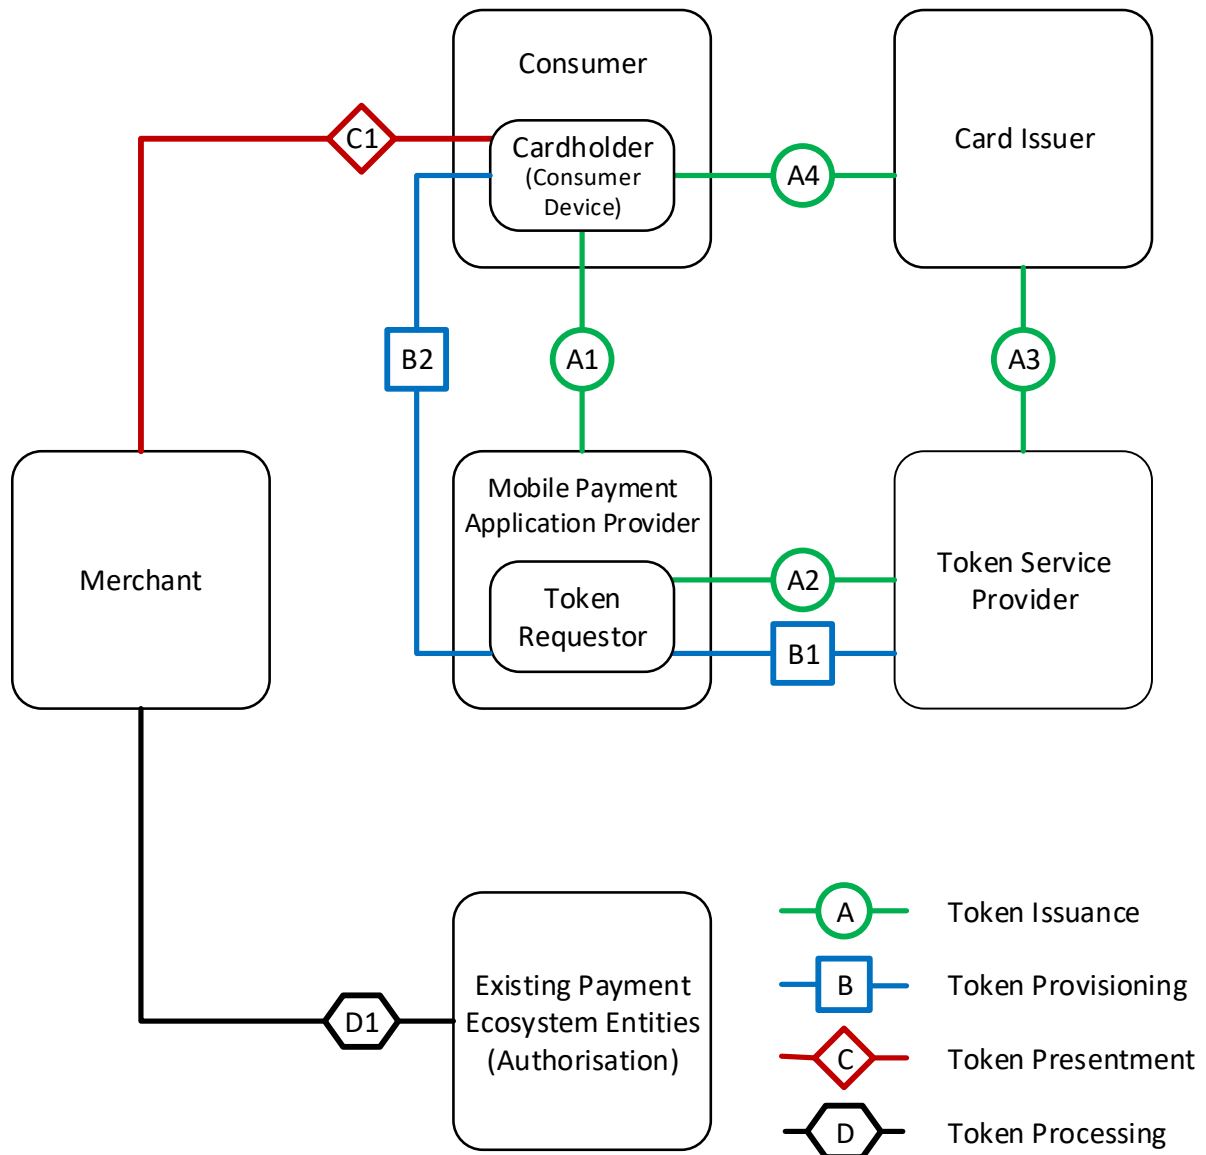 Consumer
Cardholder
(Consumer
Device)
C1
A4
Card Issuer
B2
A1
A3
Merchant
Mobile Payment
Application Provider
Token
Requestor
A2
B1
Token Service
Provider
D1
Existing Payment
Ecosystem Entities
(Authorisation)
A
Token Issuance
B
Token Provisioning
C
Token Presentment
D
Token Processing